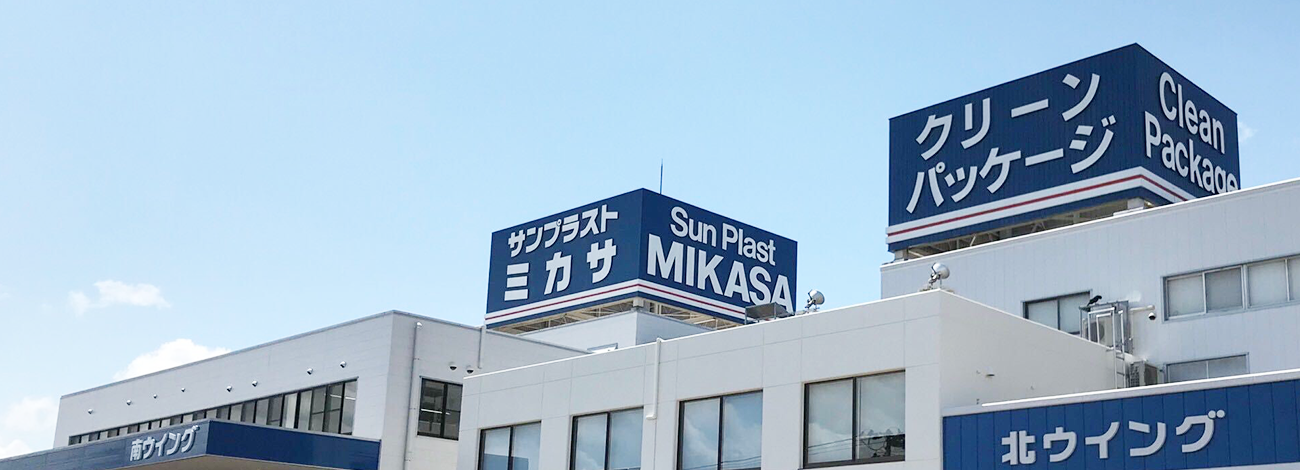 サンプラスト
ミカサ
Sun Plast
MIKASA
クリーン
パッケージ
Clean
Package
南ウイング
北ウイング